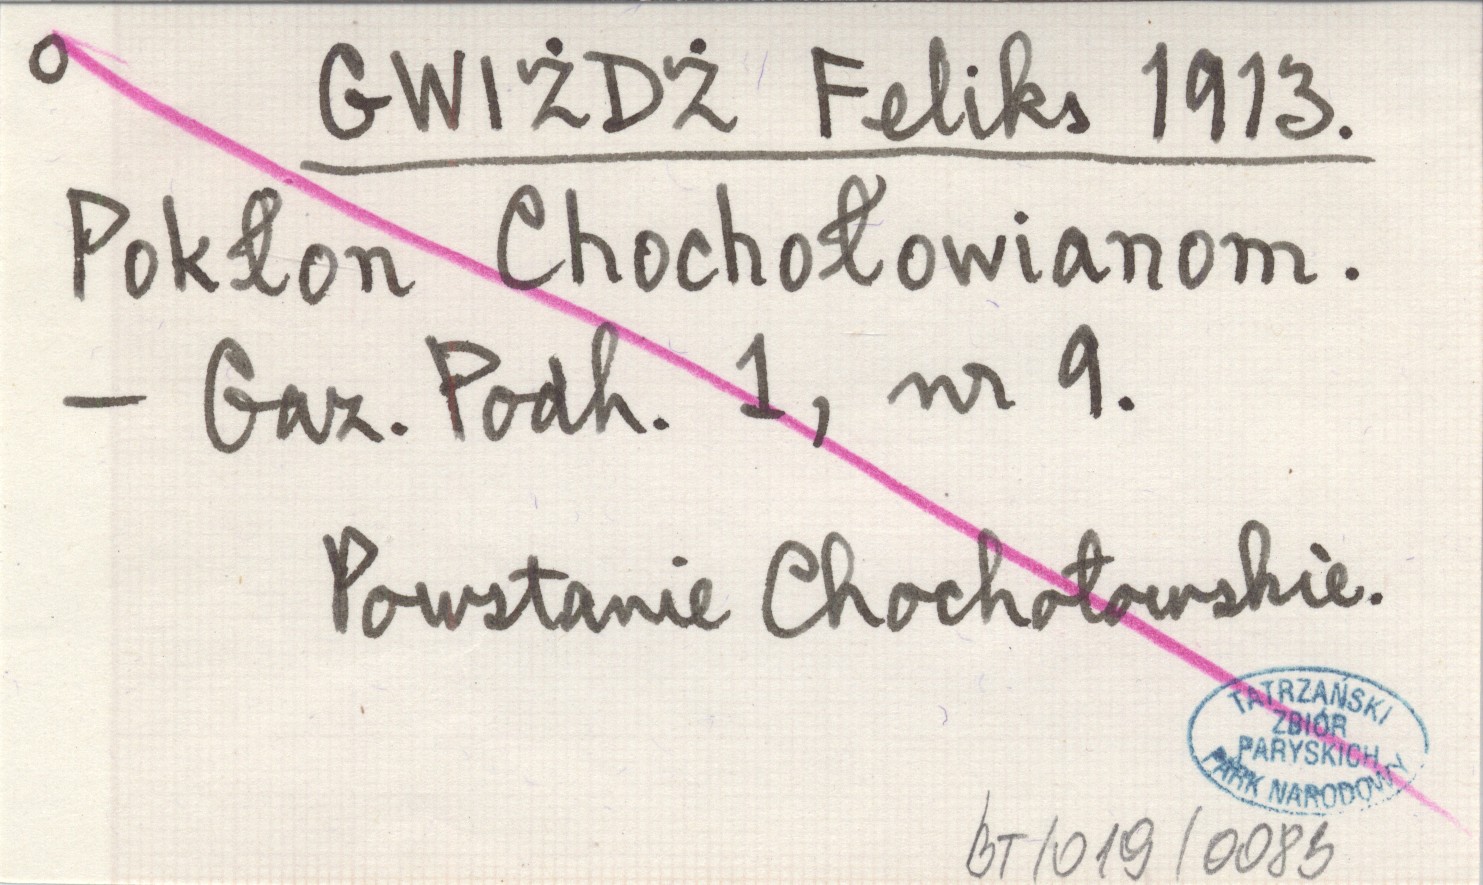 o GWIŻDŻ Feliks 1913.
Pokłon Chochołowianom.
— Gaz. Podh. 1, nr 9.
Powstanie Chochołowskie.
TATRZAŃSKI
ZBIÓR
PARYSKICH
PARK NARODOWY
BT/019/0085